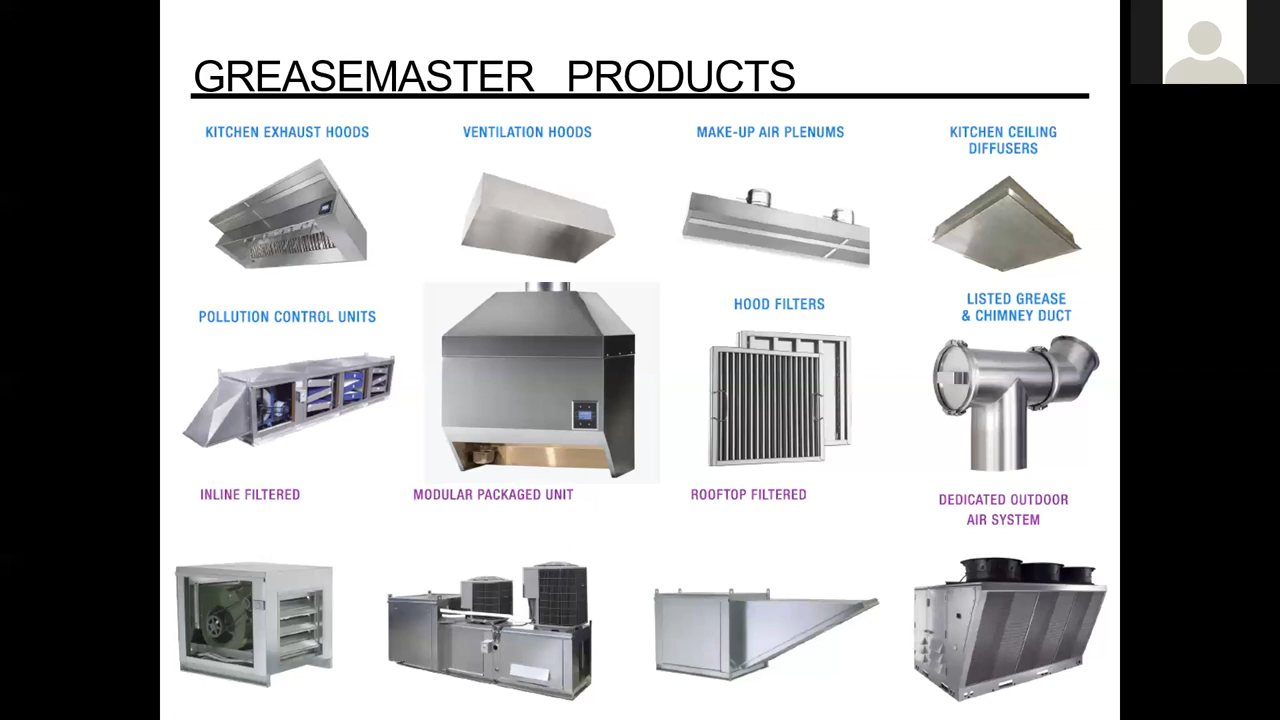 GREASEMASTER PRODUCTS
KITCHEN EXHAUST HOODS
VENTILATION HOODS
MAKE-UP AIR PLENUMS
KITCHEN CEILING
DIFFUSERS
POLLUTION CONTROL UNITS
HOOD FILTERS
LISTED GREASE
& CHIMNEY DUCT
INLINE FILTERED
MODULAR PACKAGED UNIT
ROOFTOP FILTERED
DEDICATED OUTDOOR
AIR SYSTEM